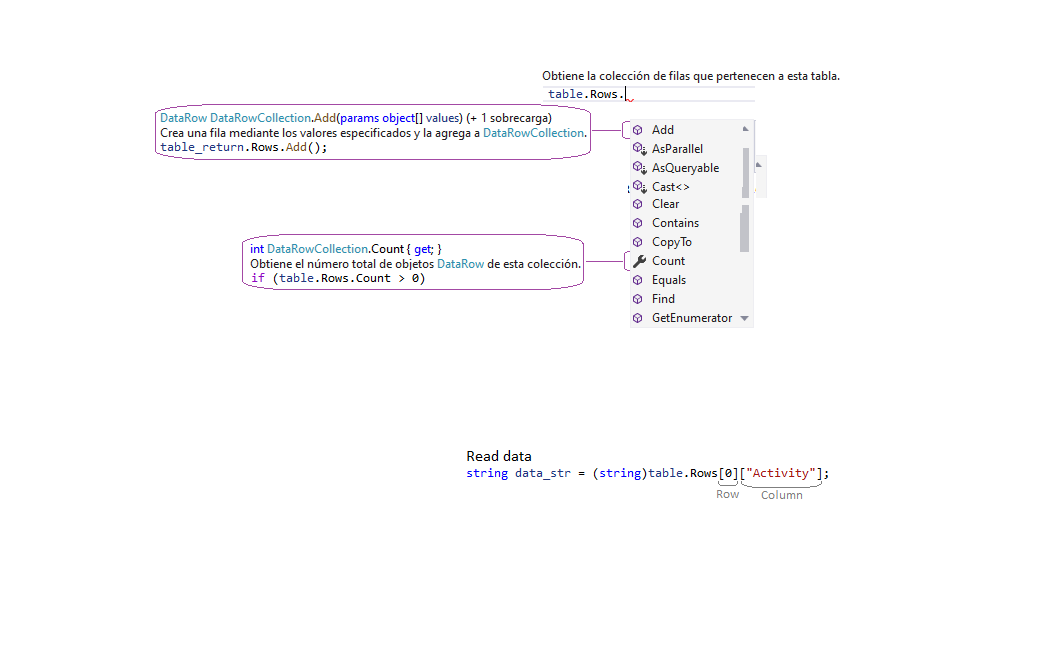 Obtiene la colección de filas que pertenecen a esta tabla.
table.Rows.
DataRow DataRowCollection.Add(params object[] values) (+ 1 sobrecarga)
Crea una fila mediante los valores especificados y la agrega a DataRowCollection.
table_return.Rows.Add();
Add
AsParallel
AsQueryable
Cast<>
Clear
Contains
CopyTo
Count
Equals
Find
GetEnumerator
int DataRowCollection.Count { get; }
Obtiene el número total de objetos DataRow de esta colección.
if (table.Rows.Count > 0)
Read data
string data_str = (string)table.Rows[0]["Activity"];
Row
Column